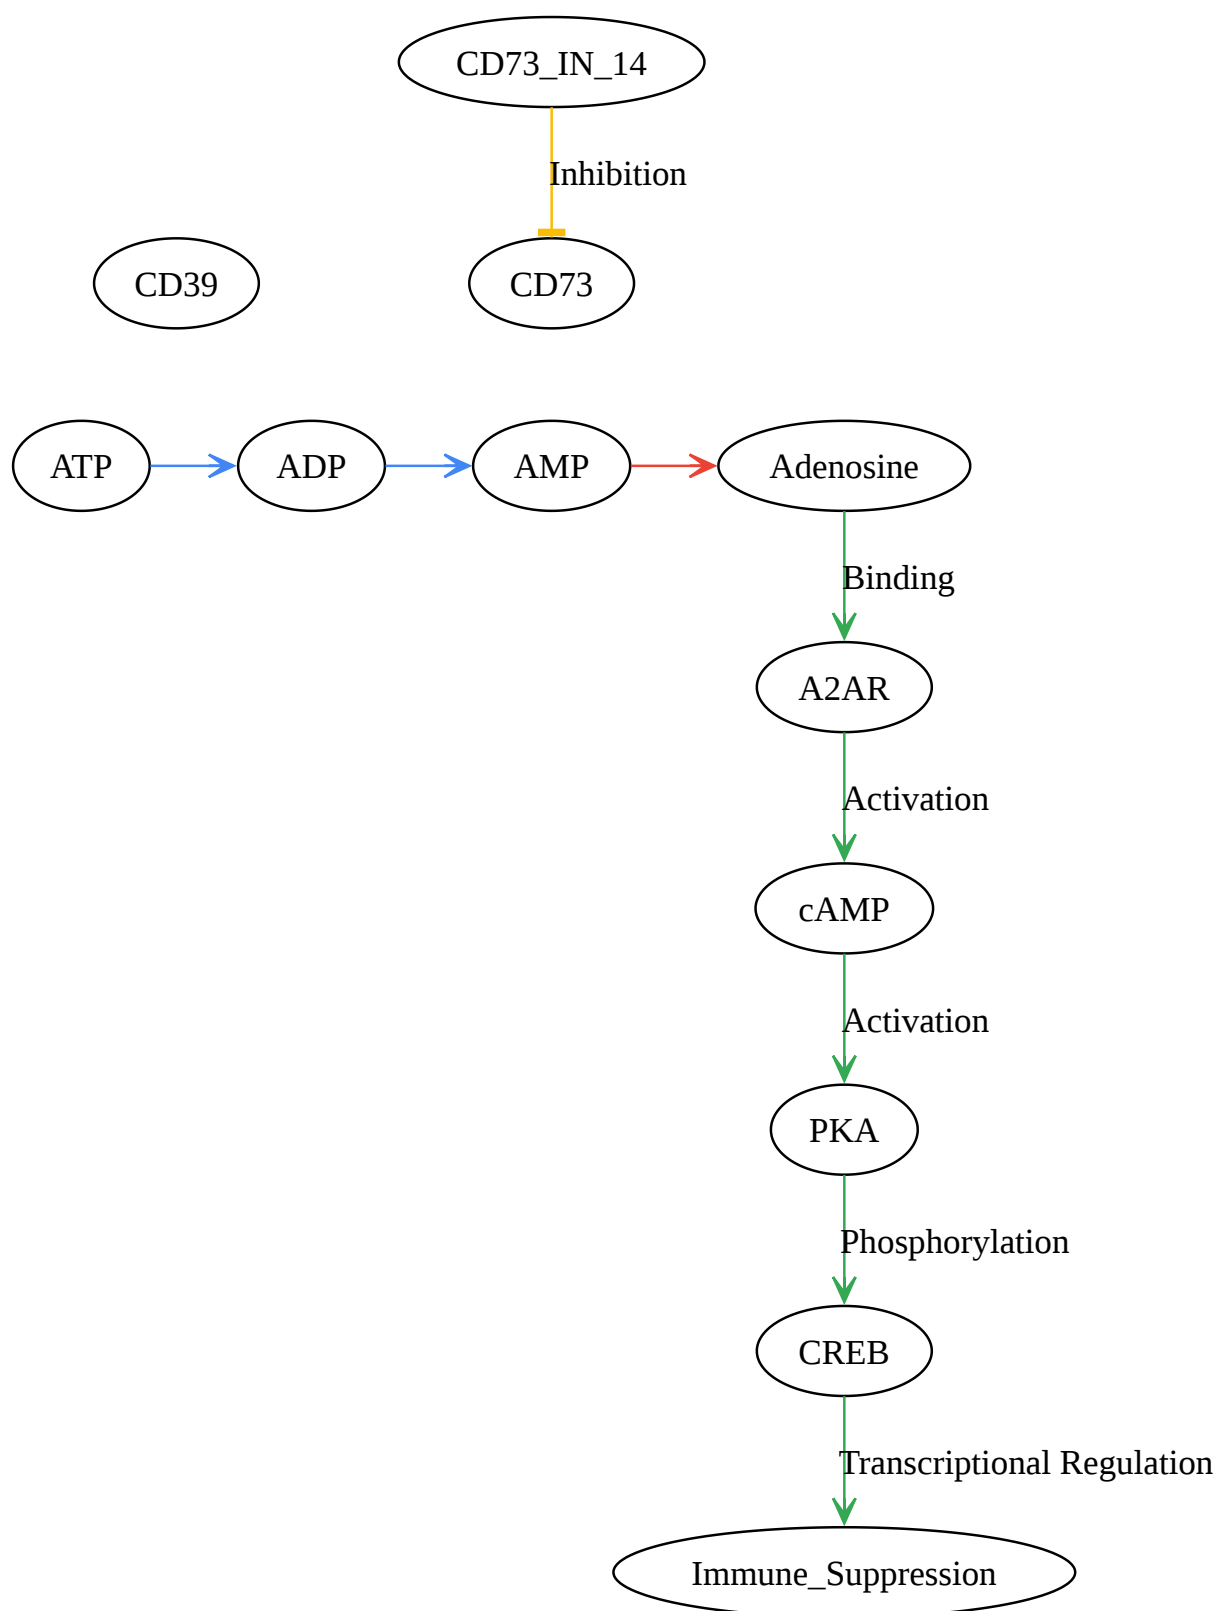 CD73_IN_14
Inhibition
CD39
CD73
ATP
ADP
AMP
Adenosine
Binding
A2AR
Activation
cAMP
Activation
PKA
Phosphorylation
CREB
Transcriptional Regulation
Immune_Suppression